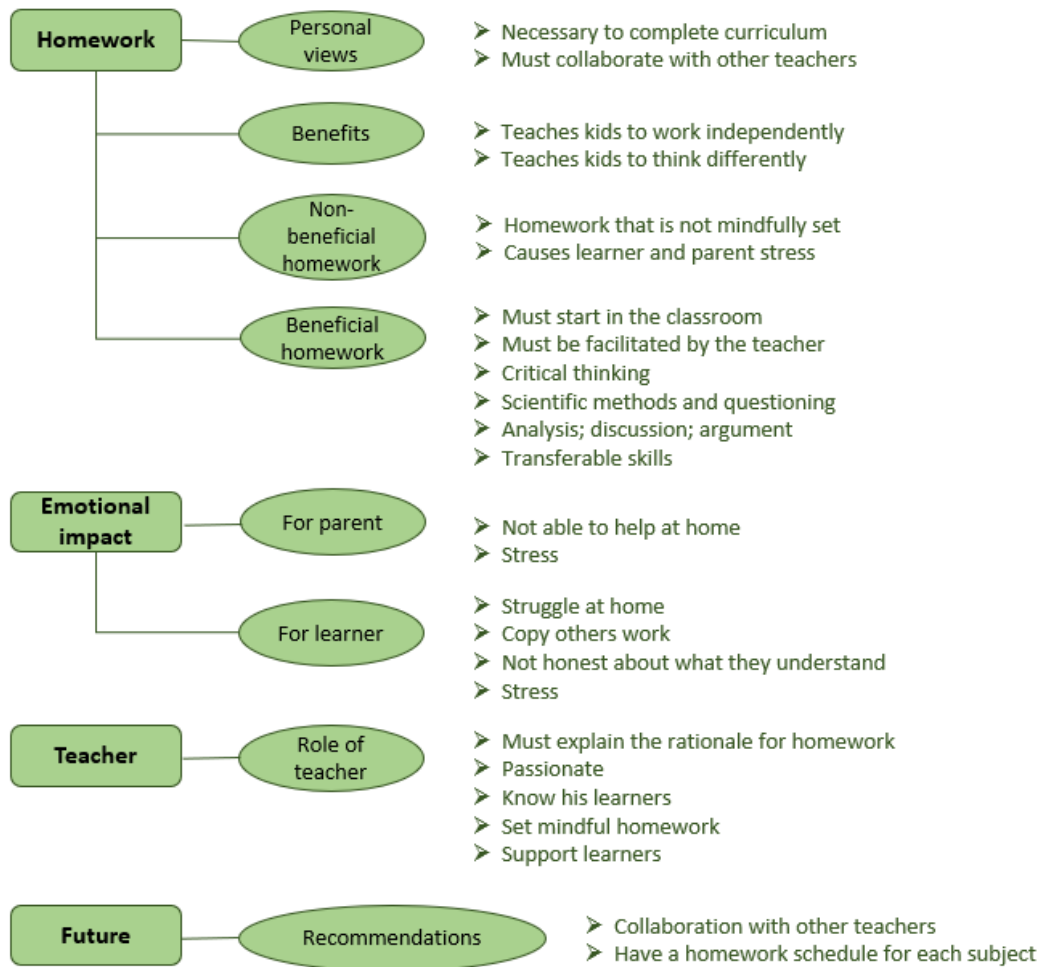 Homework
Personal
views
➢ Necessary to complete curriculum
➢ Must collaborate with other teachers
Benefits
➢ Teaches kids to work independently
➢ Teaches kids to think differently
Non-
beneficial
homework
➢ Homework that is not mindfully set
➢ Causes learner and parent stress
Beneficial
homework
➢ Must start in the classroom
➢ Must be facilitated by the teacher
➢ Critical thinking
➢ Scientific methods and questioning
➢ Analysis; discussion; argument
➢ Transferable skills
Emotional
impact
For parent
➢ Not able to help at home
➢ Stress
For learner
➢ Struggle at home
➢ Copy others work
➢ Not honest about what they understand
➢ Stress
Teacher
Role of
teacher
➢ Must explain the rationale for homework
➢ Passionate
➢ Know his learners
➢ Set mindful homework
➢ Support learners
Future
Recommendations
➢ Collaboration with other teachers
➢ Have a homework schedule for each subject